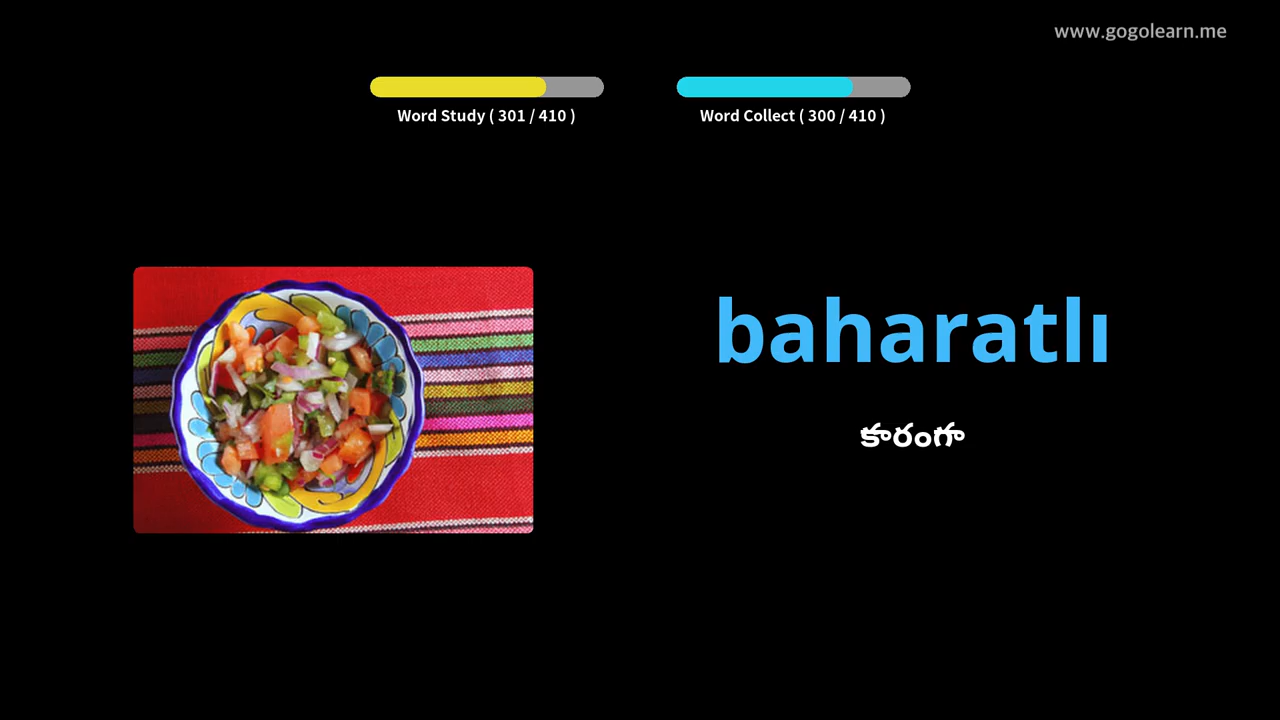 www.gogolearn.me
Word Study ( 301 / 410 )
Word Collect ( 300 / 410 )
baharatlı
కారంగా